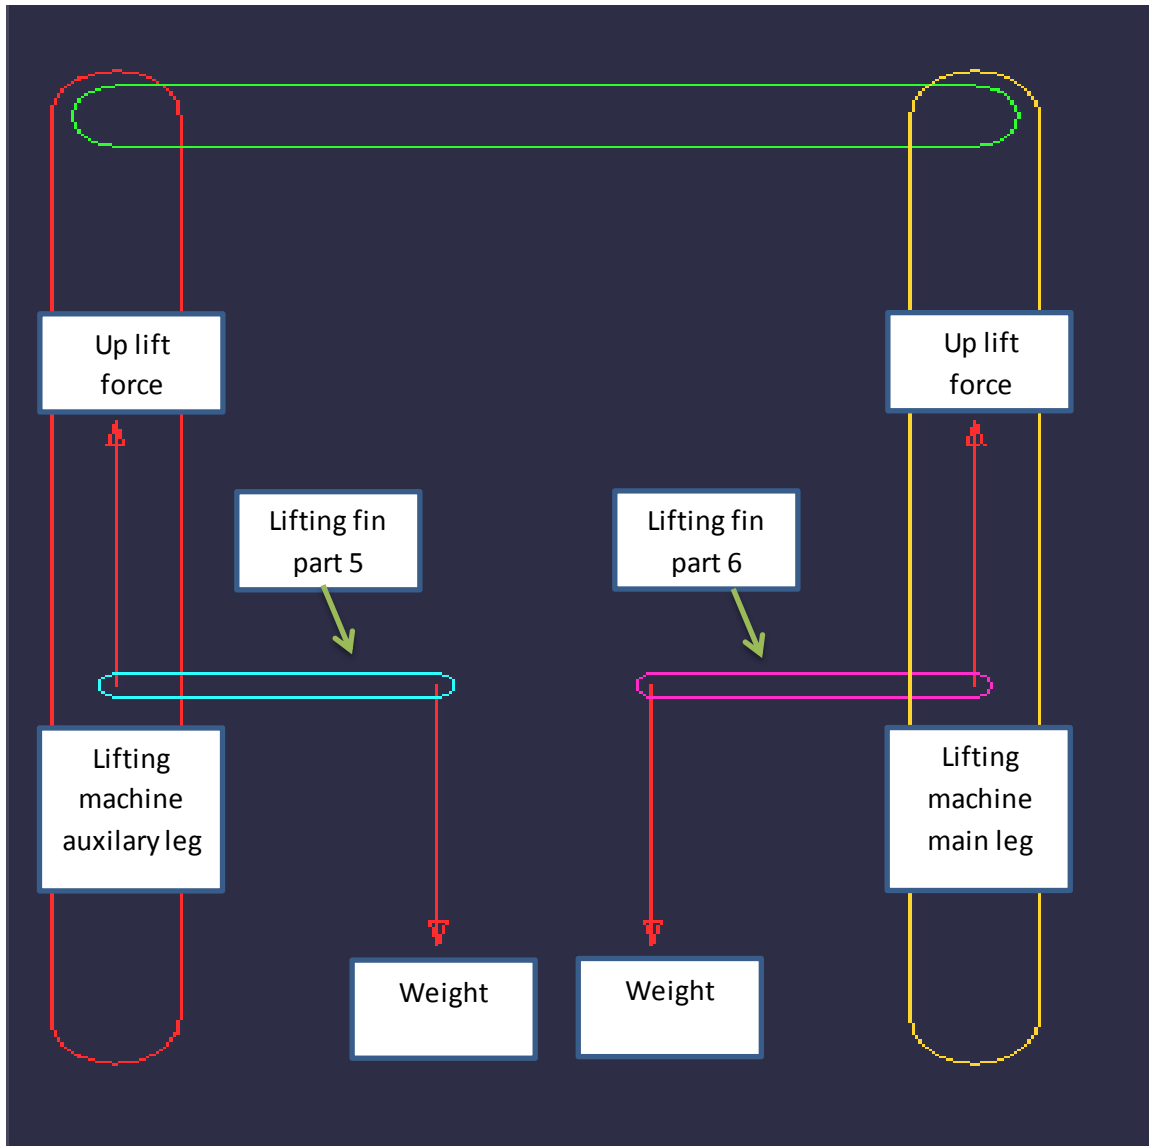 Up lift
force
Up lift
force
Lifting fin
part 5
Lifting fin
part 6
Lifting
machine
auxilary leg
Lifting
machine
main leg
Weight
Weight